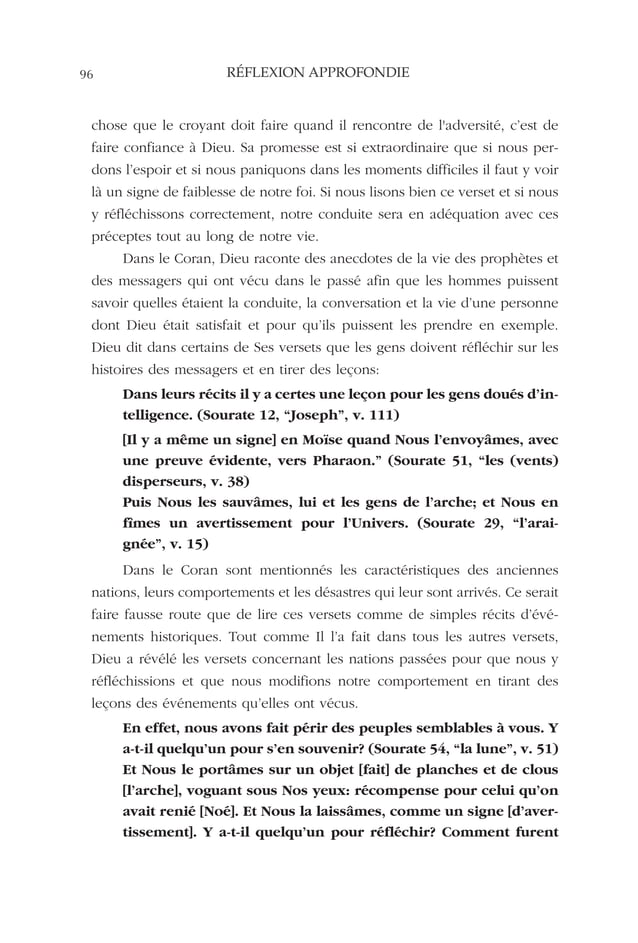 96
RÉFLEXION APPROFONDIE
chose que le croyant doit faire quand il rencontre de l'adversité, c’est de
faire confiance à Dieu. Sa promesse est si extraordinaire que si nous per-
dons l’espoir et si nous paniquons dans les moments difficiles il faut y voir
là un signe de faiblesse de notre foi. Si nous lisons bien ce verset et si nous
y réfléchissons correctement, notre conduite sera en adéquation avec ces
préceptes tout au long de notre vie.
Dans le Coran, Dieu raconte des anecdotes de la vie des prophètes et
des messagers qui ont vécu dans le passé afin que les hommes puissent
savoir quelles étaient la conduite, la conversation et la vie d’une personne
dont Dieu était satisfait et pour qu’ils puissent les prendre en exemple.
Dieu dit dans certains de Ses versets que les gens doivent réfléchir sur les
histoires des messagers et en tirer des leçons:
Dans leurs récits il y a certes une leçon pour les gens doués d’in-
telligence. (Sourate 12, “Joseph”, v. 111)
[Il y a même un signe] en Moïse quand Nous l’envoyâmes, avec
une preuve évidente, vers Pharaon.” (Sourate 51, “les (vents)
disperseurs, v. 38)
Puis Nous les sauvâmes, lui et les gens de l’arche; et Nous en
fîmes un avertissement pour l’Univers. (Sourate 29, “l’arai-
gnée”, v. 15)
Dans le Coran sont mentionnés les caractéristiques des anciennes
nations, leurs comportements et les désastres qui leur sont arrivés. Ce serait
faire fausse route que de lire ces versets comme de simples récits d’évé-
nements historiques. Tout comme Il l’a fait dans tous les autres versets,
Dieu a révélé les versets concernant les nations passées pour que nous y
réfléchissions et que nous modifions notre comportement en tirant des
leçons des événements qu’elles ont vécus.
En effet, nous avons fait périr des peuples semblables à vous. Y
a-t-il quelqu’un pour s’en souvenir? (Sourate 54, “la lune”, v. 51)
Et Nous le portâmes sur un objet [fait] de planches et de clous
[l’arche], voguant sous Nos yeux: récompense pour celui qu’on
avait renié [Noé]. Et Nous la laissâmes, comme un signe [d’aver-
tissement]. Y a-t-il quelqu’un pour réfléchir? Comment furent